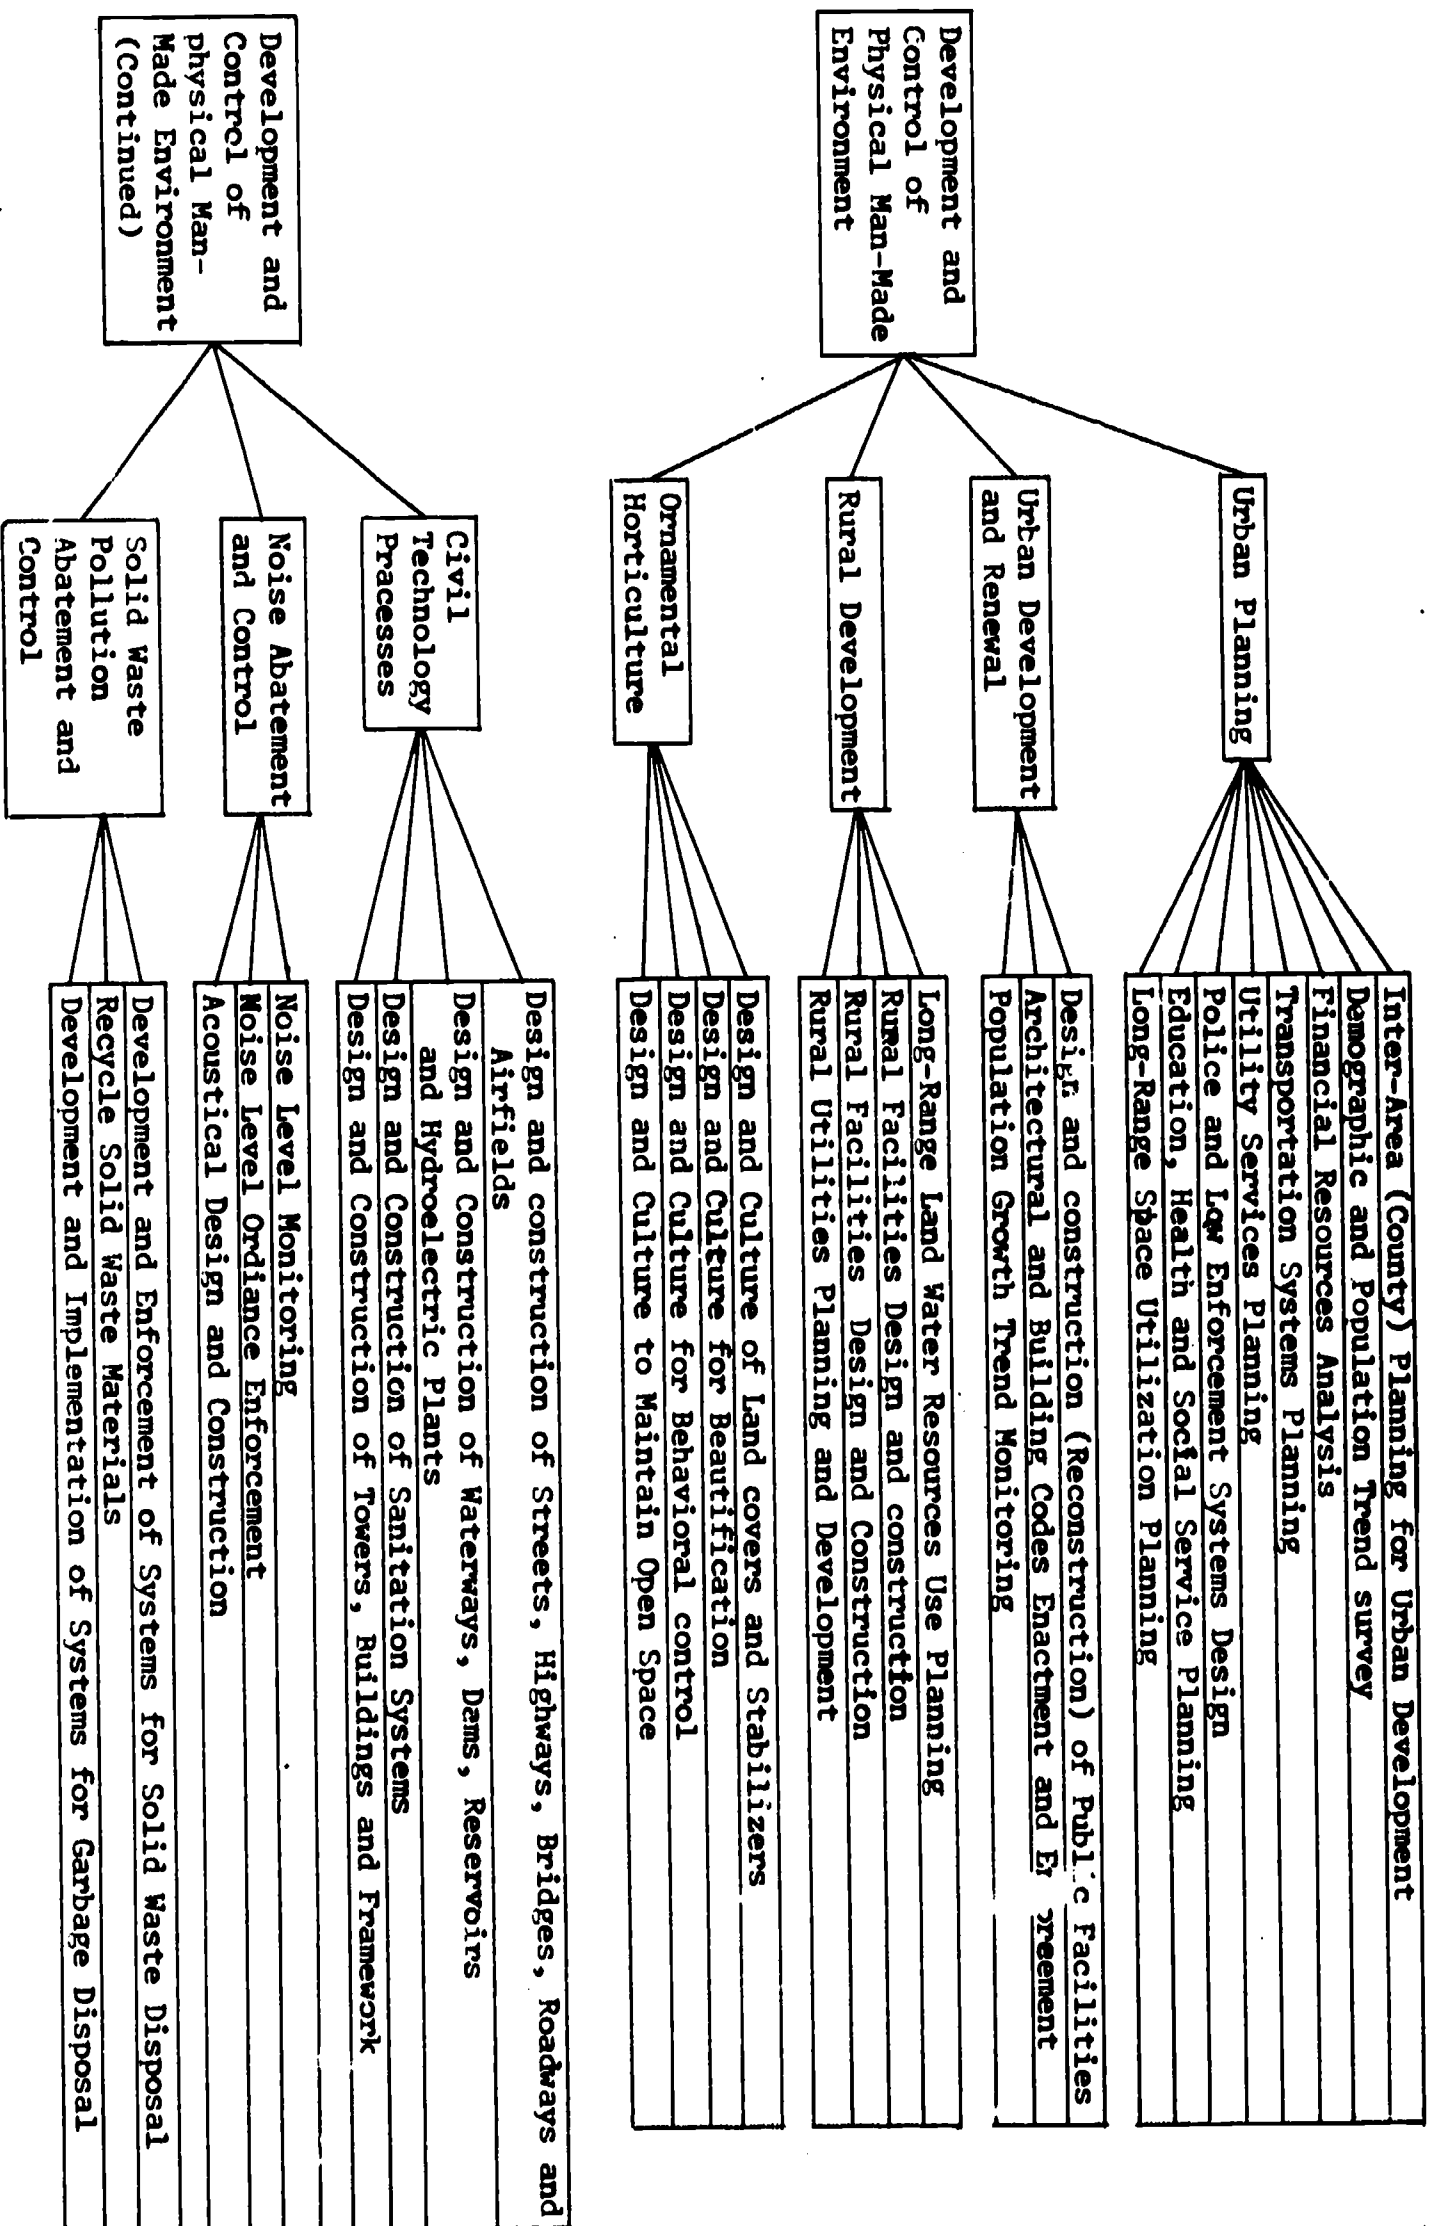 Development and
Control of
Physical Man-Made
Environment
Urban Planning
Inter-Area (County) Planning for Urban Development
Demographic and Population Trend survey
Financial Resources Analysis
Transportation Systems Planning
Utility Services Planning
Police and Law Enforcement Systems Design
Education, Health and Social Service Planning
Long-Range Space Utilization Planning
Urban Development
and Renewal
Design and construction (Reconstruction) of Public Facilities
Architectural and Building Codes Enactment and
Population Growth Trend Monitoring
Rural Development
Long-Range Land Water Resources Use Planning
Rural Facilities Design and construction
Rural Facilities Design and Construction
Rural Utilities Planning and Development
Ornamental
Horticulture
Design and Culture of Land covers and Stabilizers
Design and Culture for Beautification
Design and Culture for Behavioral control
Design and Culture to Maintain Open Space
Development and
Control of
physical Man-
Made Environment
(Continued)
Civil
Technology
Pracesses
Design and construction of Streets, Highways, Bridges, Roadways and
Airfields
Design and Construction of Waterways, Dams, Reservoirs
and Hydroelectric Plants
Design and Construction of Sanitation Systems
Design and Construction of Towers, Buildings and Framework
Noise Abatement
and Control
Noise Level Monitoring
Noise Level Ordiance Enforcement
Acoustical Design and Construction
Solid Waste
Pollution
Abatement and
Control
Development and Enforcement of Systems for Solid Waste Disposal
Recycle Solid Waste Materials
Development and Implementation of Systems for Garbage Disposal